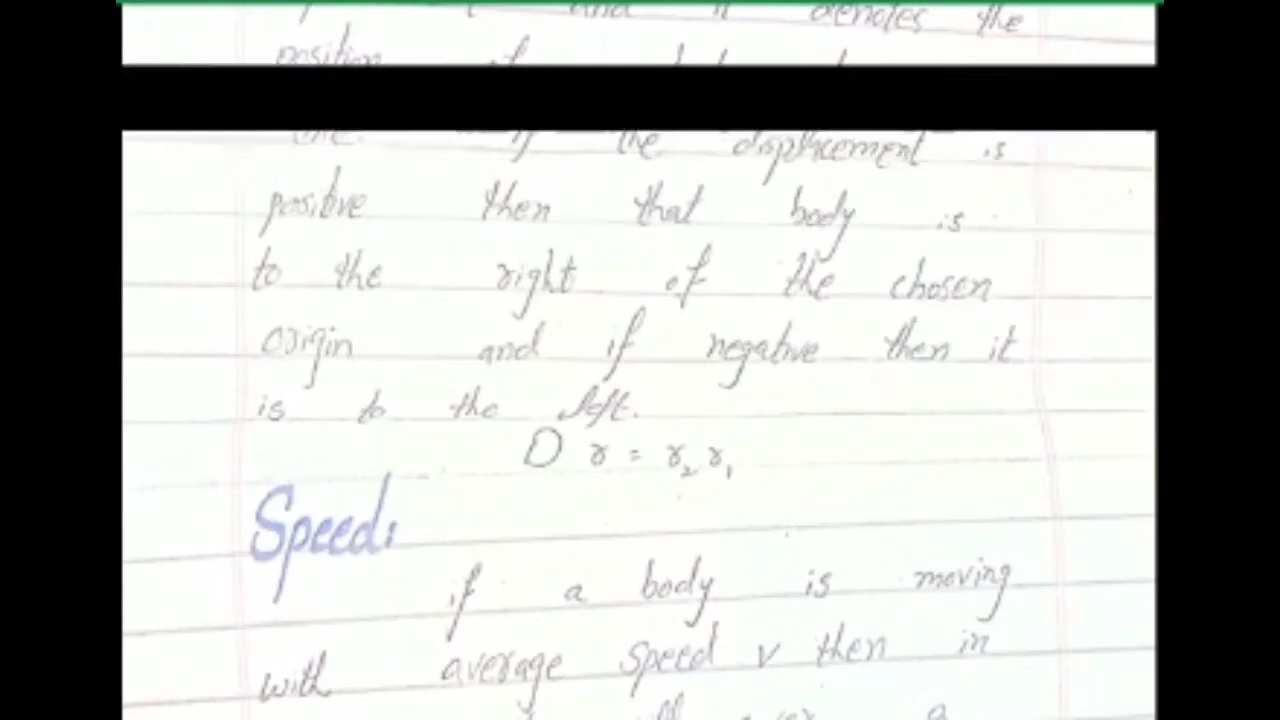 and it denotes the
position of
the displacement is
positive then that body is
to the right of the chosen
origin and if negative then it
is to the left.
D r = r₂ r₁
Speed:
if a body is moving
with average speed v then in